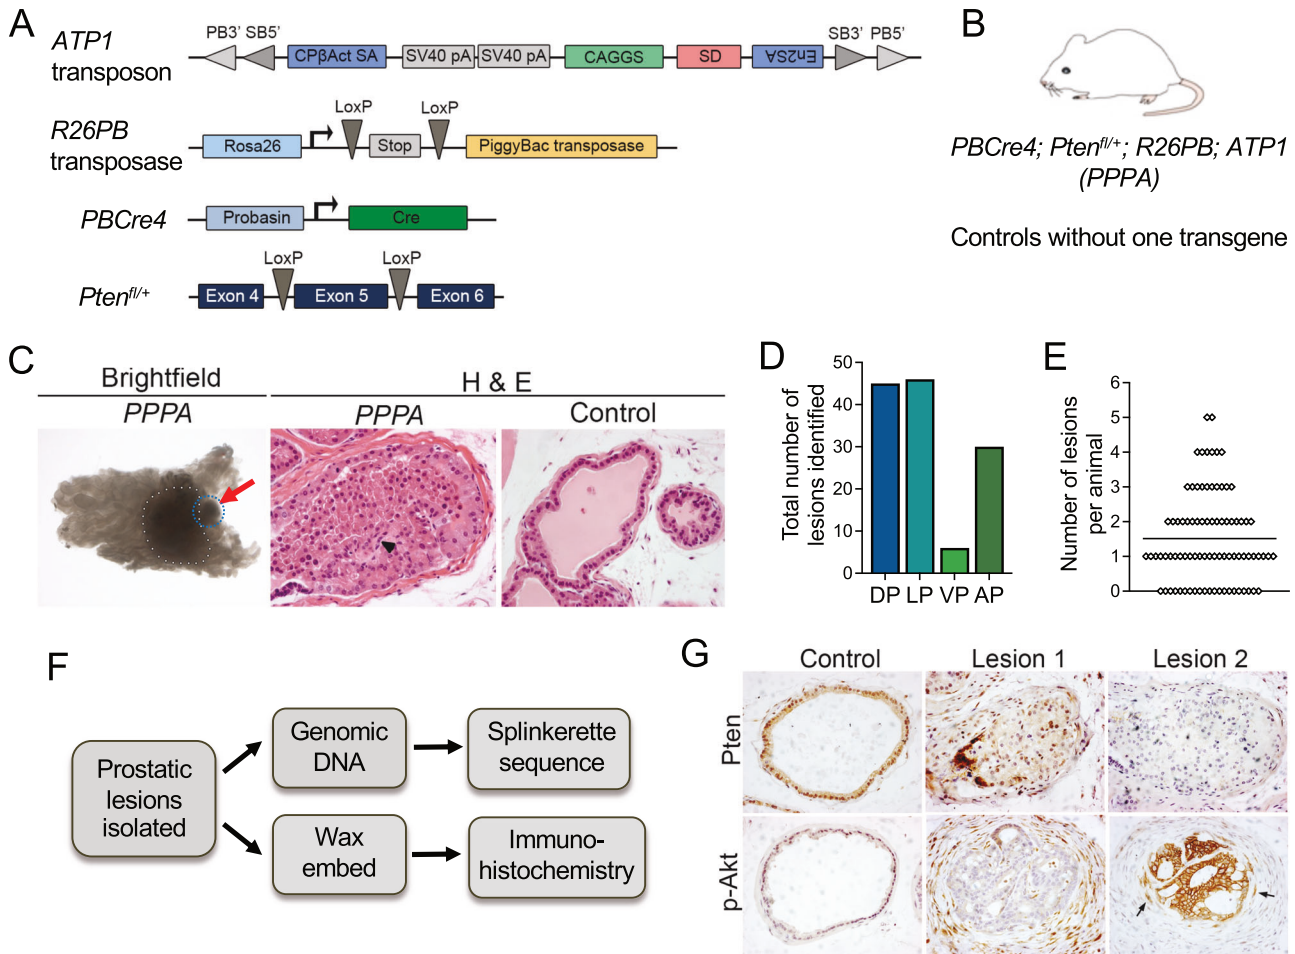 A
ATP1
transposon
PB3’ SB5’
CPβAct SA
SV40 pA
SV40 pA
CAGGS
SD
En2SA
SB3’ PB5’
R26PB
transposase
Rosa26
LoxP
Stop
LoxP
PiggyBac transposase
PBCre4
Probasin
Cre
Pten^fl/+
LoxP
LoxP
Exon 4
Exon 5
Exon 6
B
PBCre4; Pten^fl/+; R26PB; ATP1
(PPPA)
Controls without one transgene
C
Brightfield
H & E
PPPA
PPPA
Control
D
Total number of
lesions identified
50
40
30
20
10
0
DP LP VP AP
E
Number of lesions
per animal
6
5
4
3
2
1
0
F
Prostatic
lesions
isolated
Genomic
DNA
Splinkerette
sequence
Wax
embed
Immuno-
histochemistry
G
Control
Lesion 1
Lesion 2
Pten
p-Akt